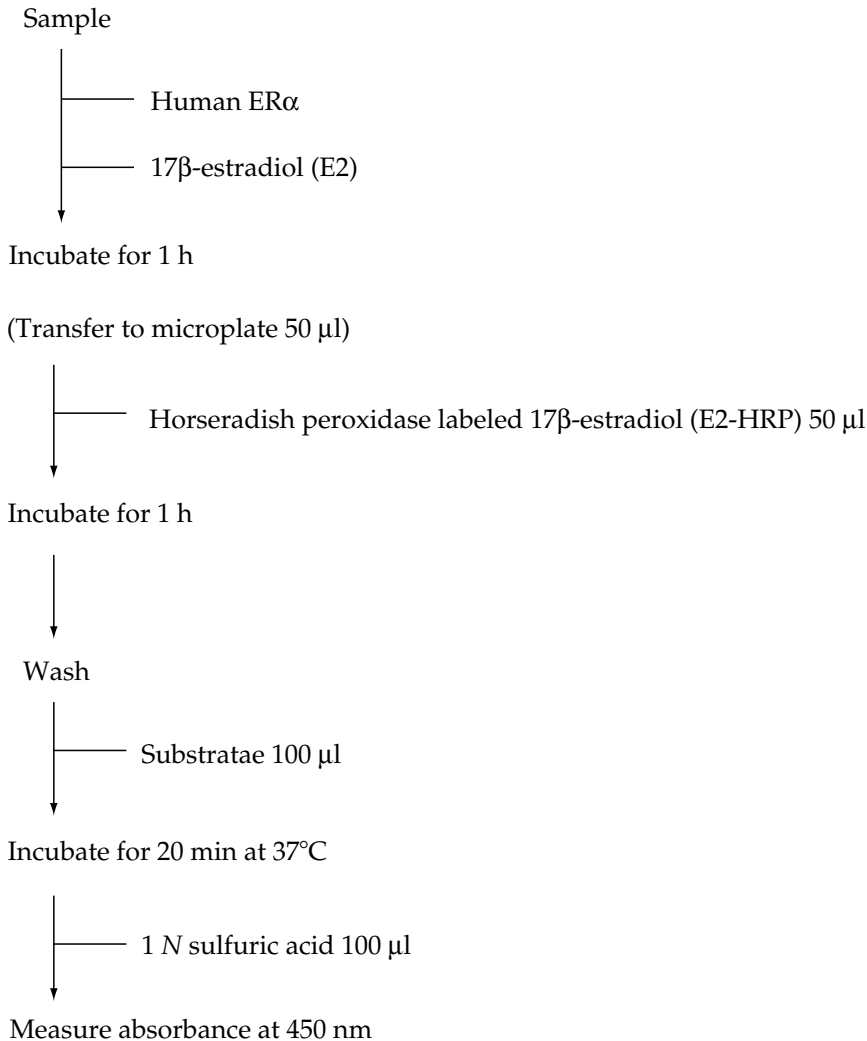 Sample
Human ERα
17β-estradiol (E2)
Incubate for 1 h
(Transfer to microplate 50 μl)
Horseradish peroxidase labeled 17β-estradiol (E2-HRP) 50 μl
Incubate for 1 h
Wash
Substratae 100 μl
Incubate for 20 min at 37°C
1 N sulfuric acid 100 μl
Measure absorbance at 450 nm